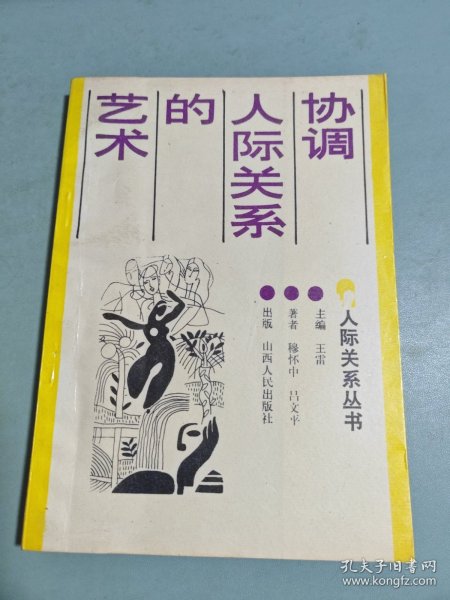 协调
人际关系
的
艺术
人际关系丛书
主编 王雷
著者 穆怀中 吕文平
出版 山西人民出版社
孔夫子旧书网
www.kongfz.com